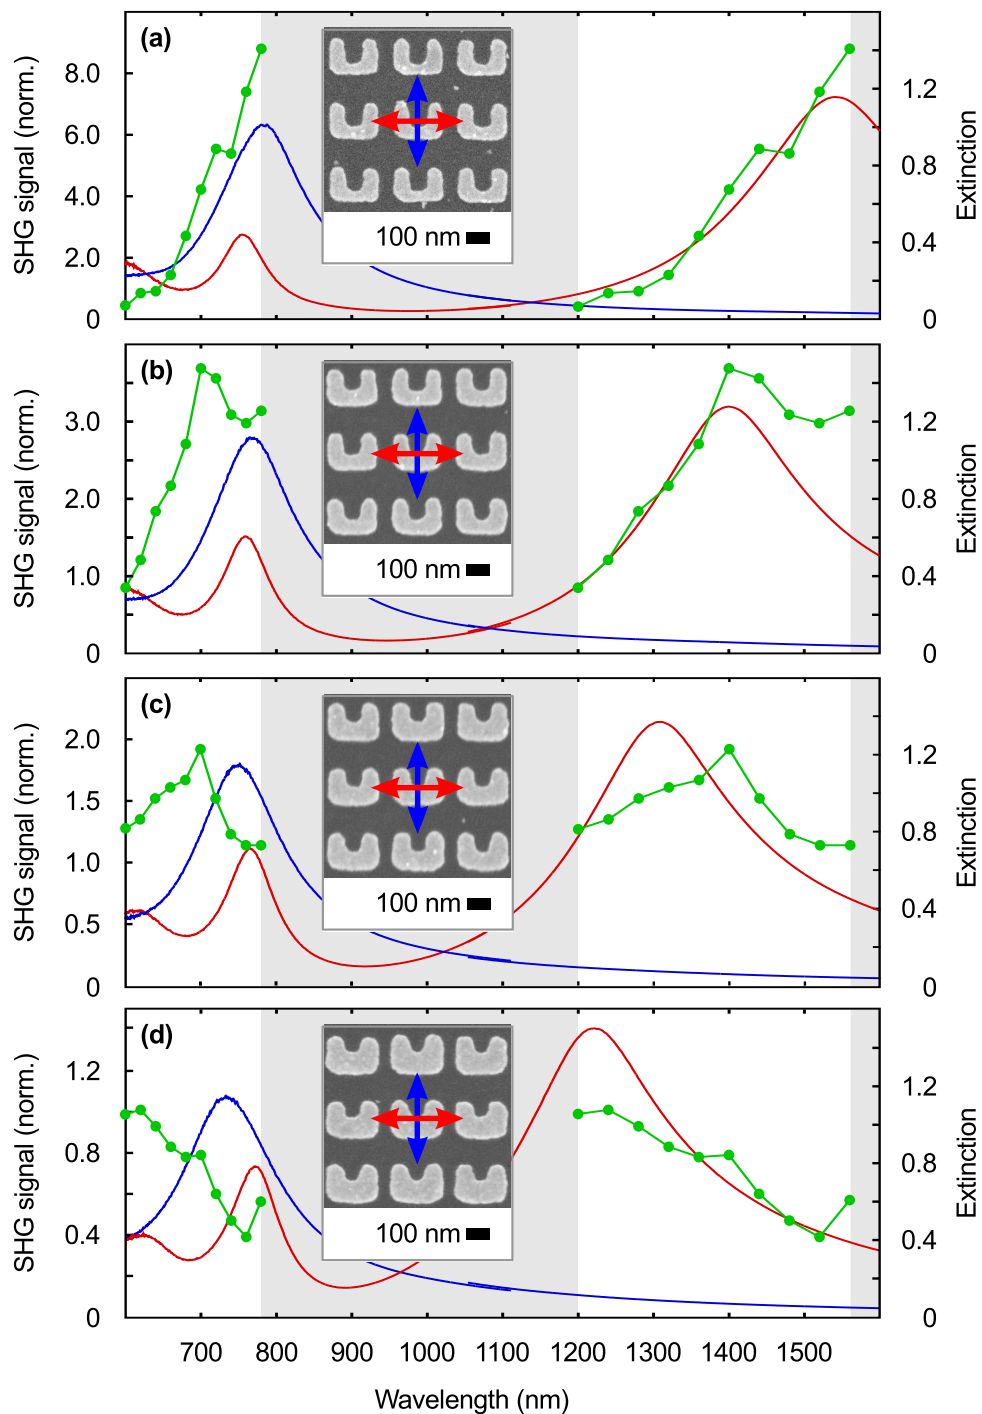 (a)
8.0
6.0
4.0
2.0
0
SHG signal (norm.)
1.2
0.8
0.4
0
Extinction
100 nm
(b)
3.0
2.0
1.0
0
SHG signal (norm.)
1.2
0.8
0.4
0
Extinction
100 nm
(c)
2.0
1.5
1.0
0.5
0
SHG signal (norm.)
1.2
0.8
0.4
0
Extinction
100 nm
(d)
1.2
0.8
0.4
0
SHG signal (norm.)
1.2
0.8
0.4
0
Extinction
100 nm
700 800 900 1000 1100 1200 1300 1400 1500
Wavelength (nm)